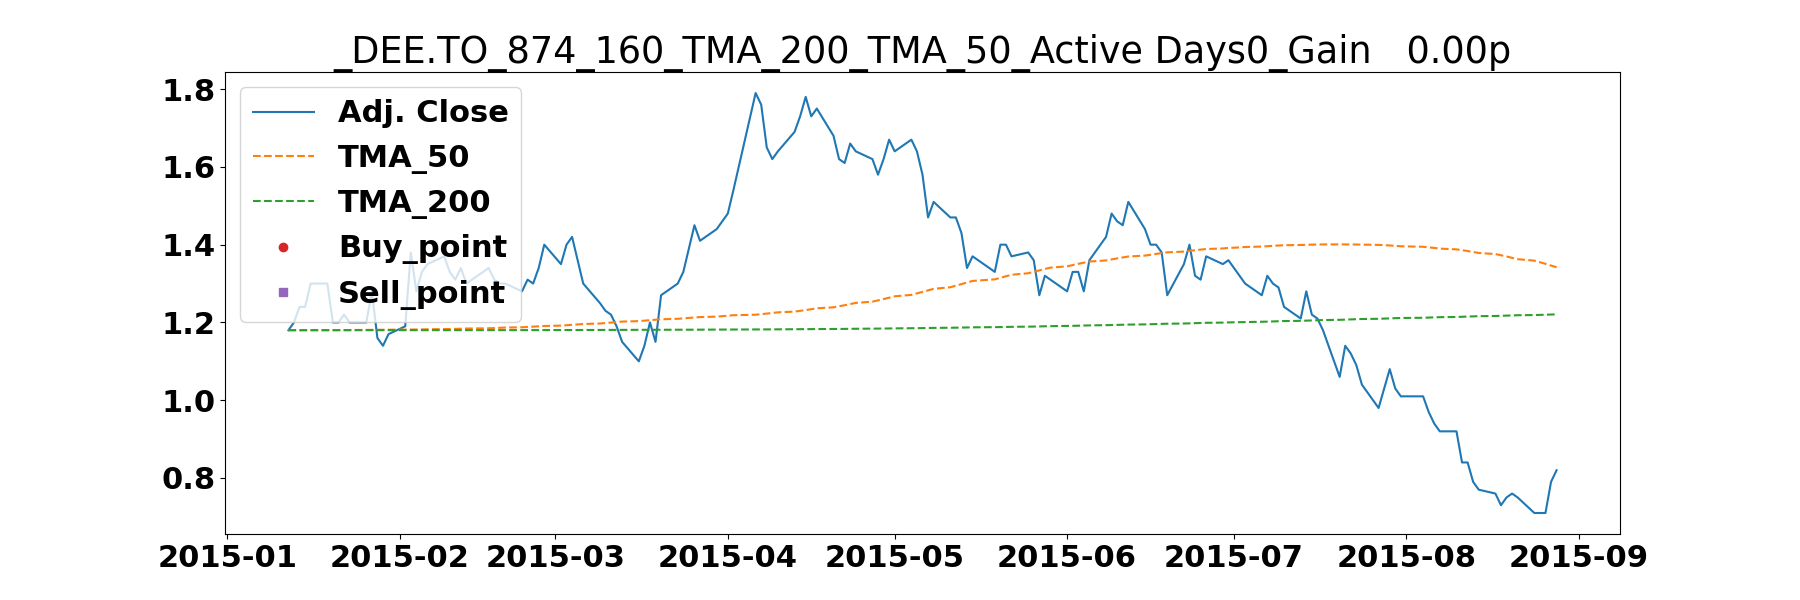 _DEE.TO_874_160_TMA_200_TMA_50_Active Days0_Gain   0.00p
1.8
1.6
1.4
1.2
1.0
0.8
Adj. Close
TMA_50
TMA_200
Buy_point
Sell_point
2015-01 2015-02 2015-03 2015-04 2015-05 2015-06 2015-07 2015-08 2015-09